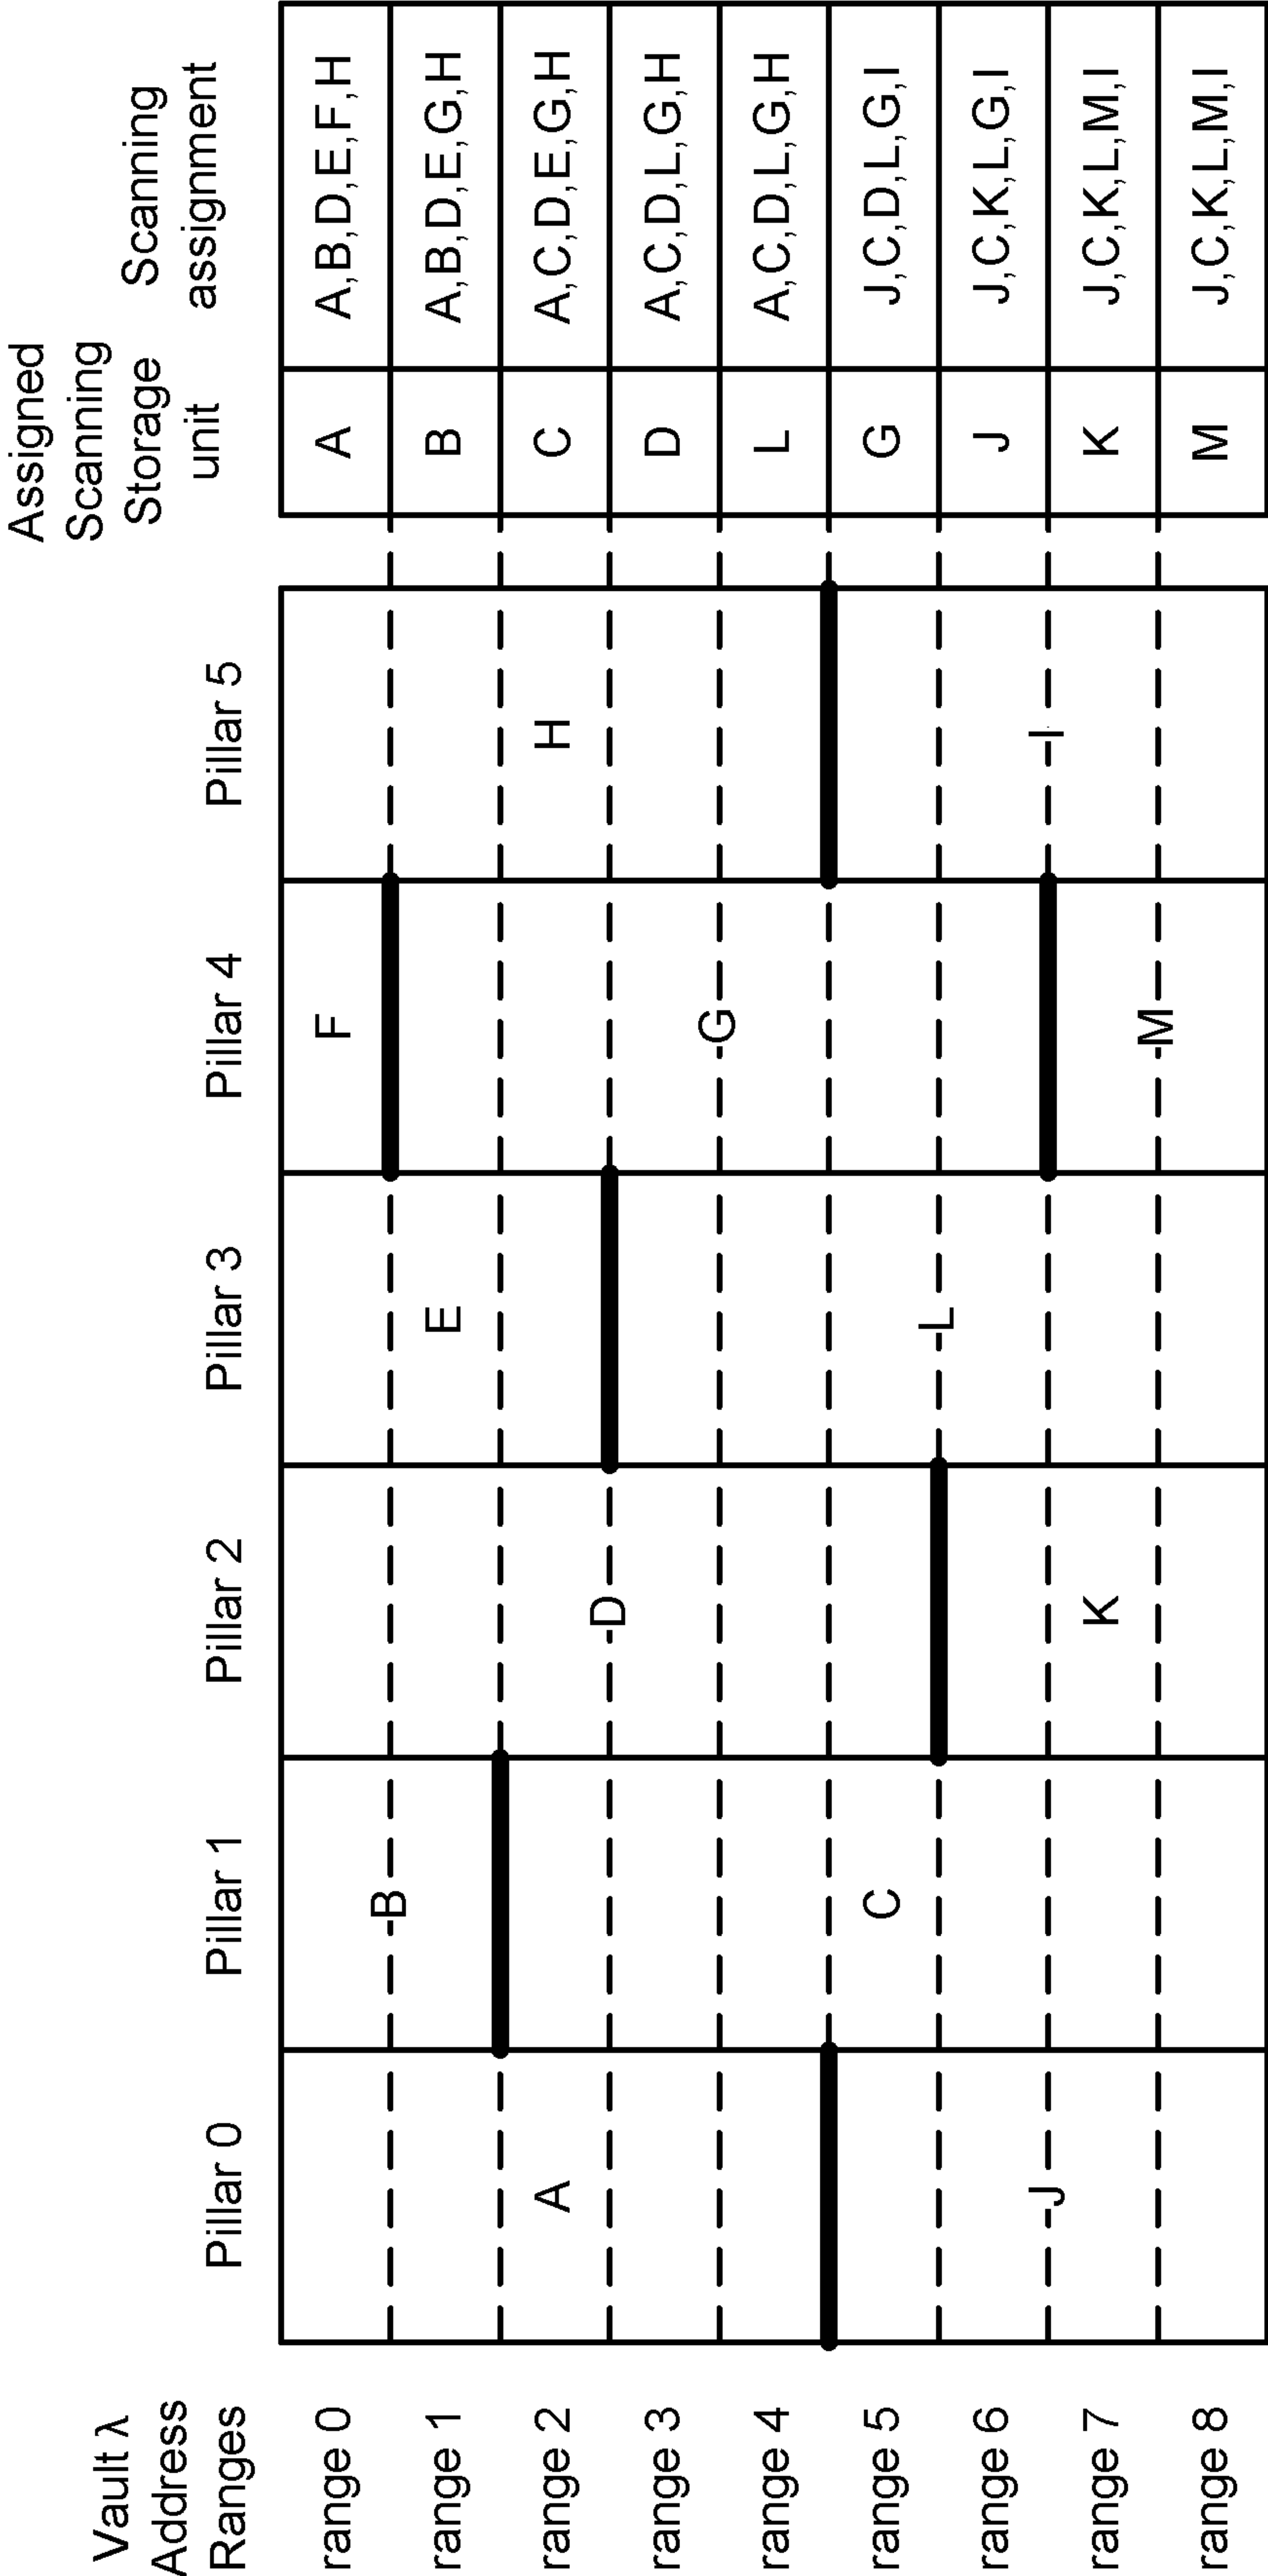 Vault λ
Address
Ranges
Pillar 0
Pillar 1
Pillar 2
Pillar 3
Pillar 4
Pillar 5
Assigned
Scanning
Storage
unit
Scanning
assignment
range 0
F
A
A,B,D,E,F,H
B
range 1
E
B
A,B,D,E,G,H
range 2
A
H
C
A,C,D,E,G,H
D
range 3
D
A,C,D,L,G,H
G
range 4
L
A,C,D,L,G,H
range 5
C
G
J,C,D,L,G,I
L
range 6
J
J,C,K,L,G,I
J
I
range 7
K
K
J,C,K,L,M,I
M
range 8
M
J,C,K,L,M,I